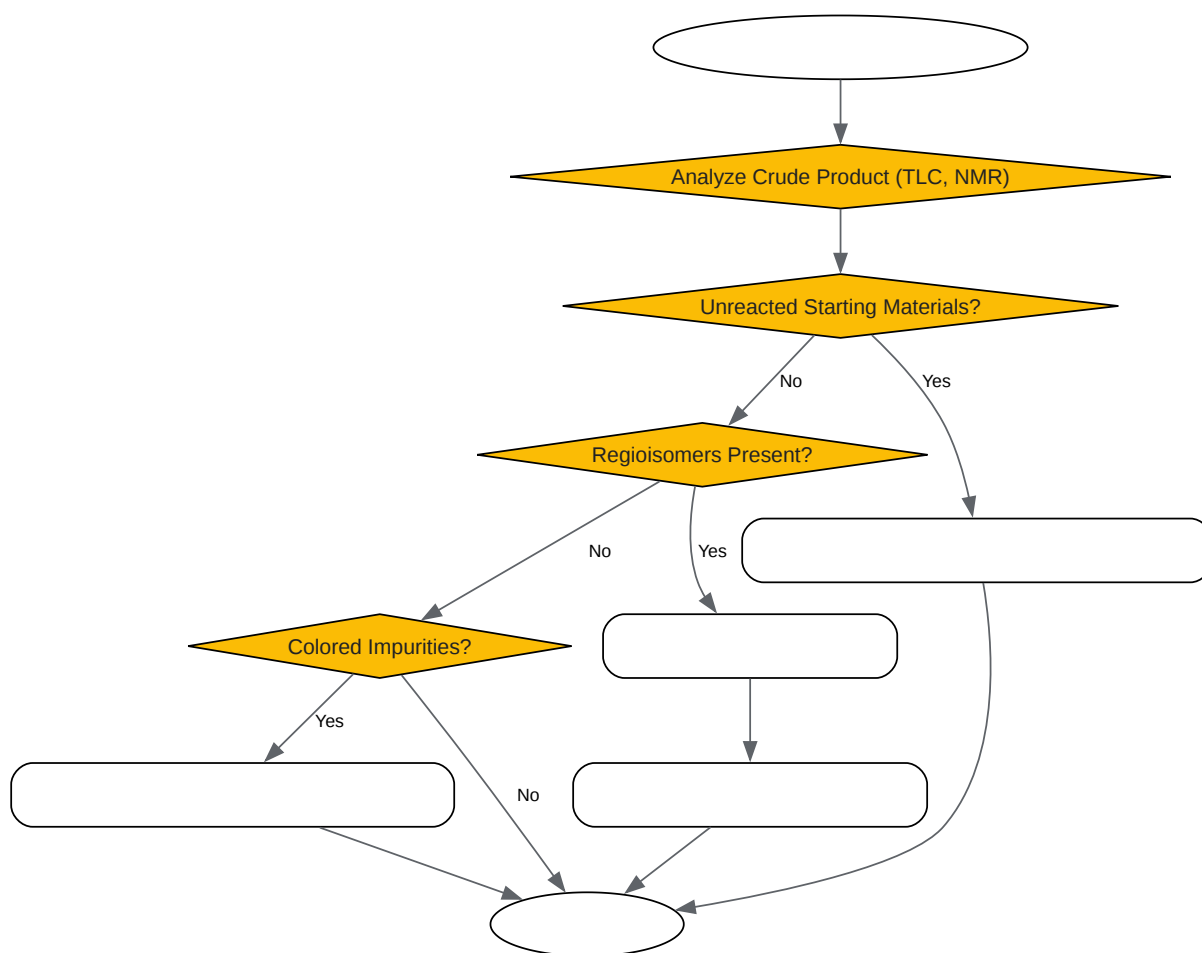 Analyze Crude Product (TLC, NMR)
Unreacted Starting Materials?
No
Yes
Regioisomers Present?
No
Yes
Colored Impurities?
Yes
No